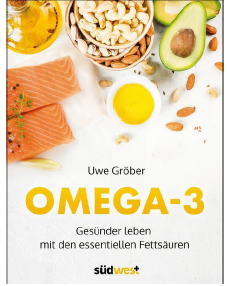 Uwe Gröber
OMEGA-3
Gesünder leben
mit den essentiellen Fettsäuren
südwest